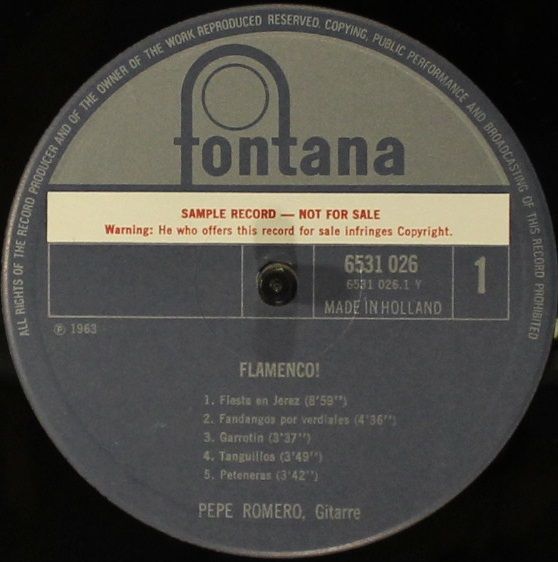 ALL RIGHTS OF THE RECORD PRODUCER AND OF THE OWNER OF THE WORK REPRODUCED RESERVED. COPYING, PUBLIC PERFORMANCE AND BROADCASTING OF THIS RECORD PROHIBITED
fontana
SAMPLE RECORD — NOT FOR SALE
Warning: He who offers this record for sale infringes Copyright.
6531 026
6531 026.1 Y
1
MADE IN HOLLAND
℗ 1963
FLAMENCO!
1. Fiesta en Jerez (8'59")
2. Fandangos por verdiales (4'36")
3. Garrotin (3'37")
4. Tanguillos (3'49")
5. Peteneras (3'42")
PEPE ROMERO, Gitarre